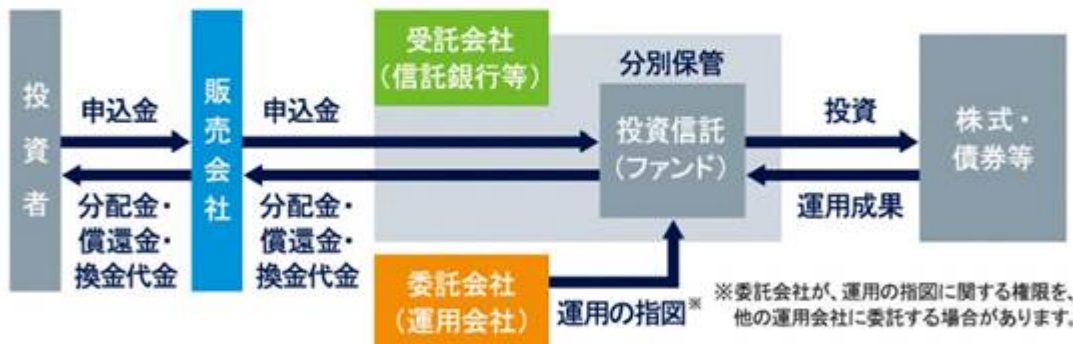 投資者
申込金
分配金・
償還金・
換金代金
販売会社
申込金
分配金・
償還金・
換金代金
受託会社
(信託銀行等)
分別保管
投資信託
(ファンド)
委託会社
(運用会社)
運用の指図※
投資
運用成果
株式・
債券等
※委託会社が、運用の指図に関する権限を、
他の運用会社に委託する場合があります。